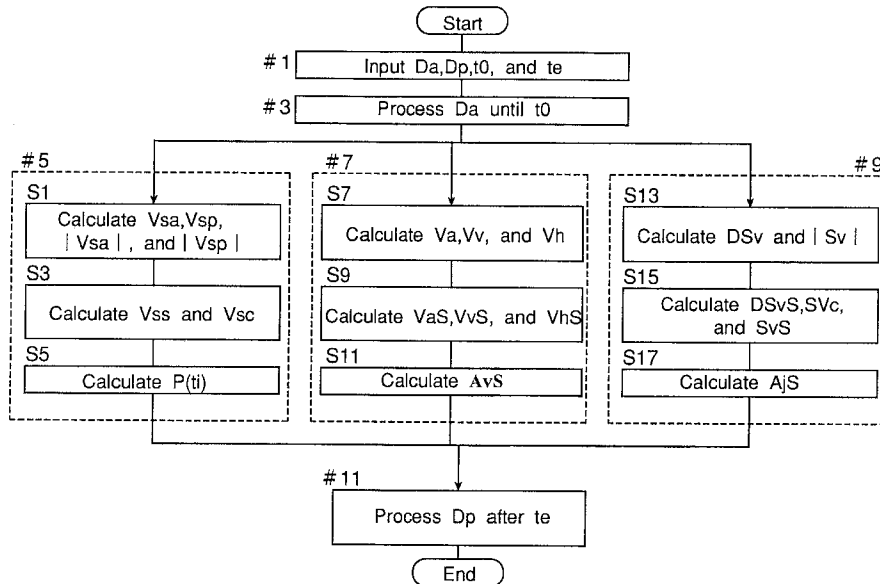 Start
#1
Input Da,Dp,t0, and te
#3
Process Da until t0
#5
S1
Calculate Vsa,Vsp,
|Vsa|, and |Vsp|
S3
Calculate Vss and Vsc
S5
Calculate P(ti)
#7
S7
Calculate Va,Vv, and Vh
S9
Calculate VaS,VvS, and VhS
S11
Calculate AvS
#9
S13
Calculate DSv and |Sv|
S15
Calculate DSvS,SVc,
and SvS
S17
Calculate AjS
#11
Process Dp after te
End